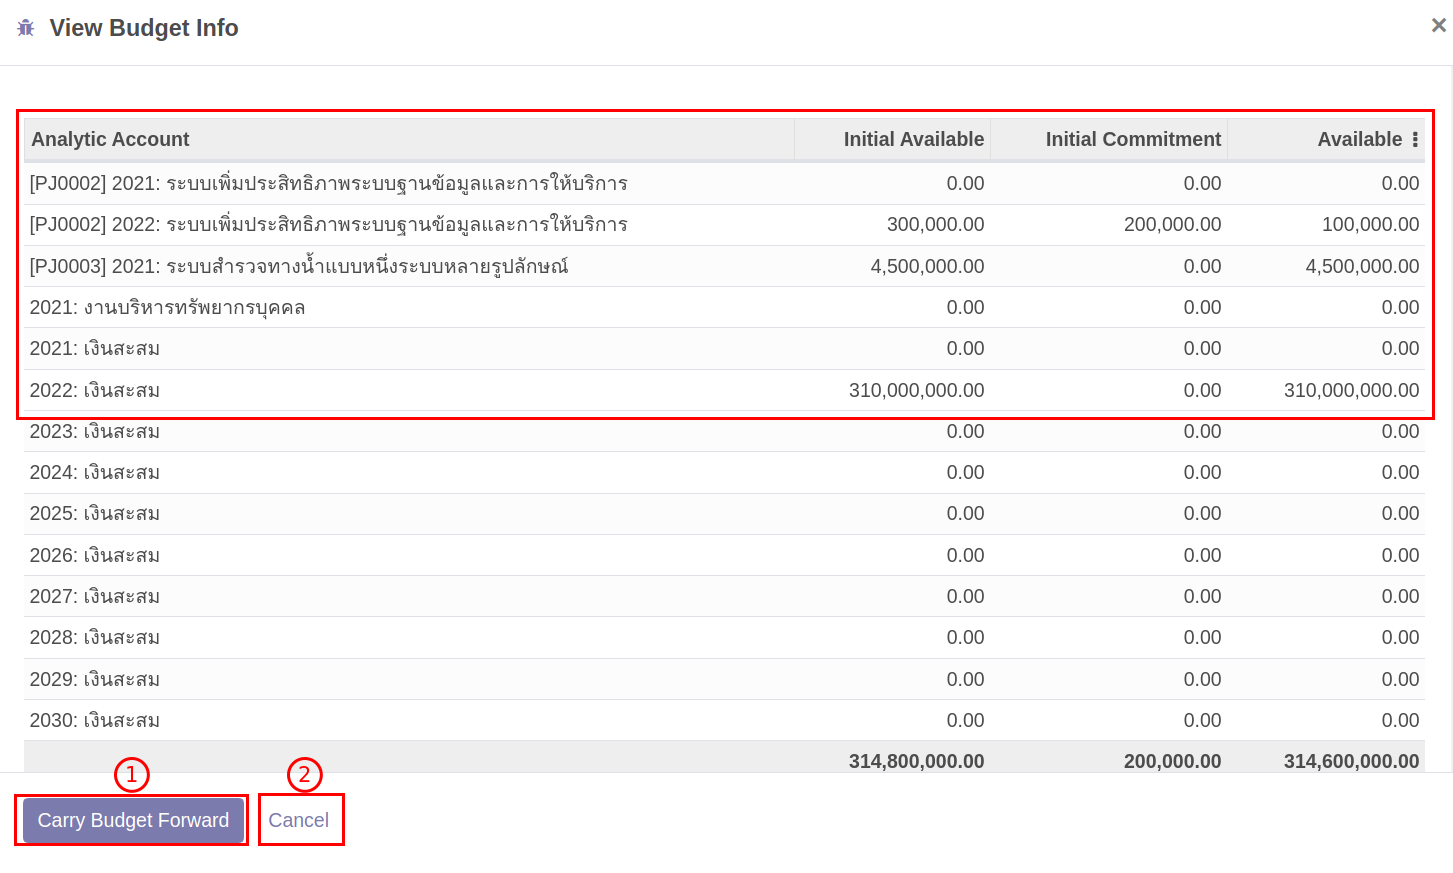 View Budget Info ×
Analytic Account Initial Available Initial Commitment Available
[PJ0002] 2021: ระบบเพิ่มประสิทธิภาพระบบฐานข้อมูลและการให้บริการ 0.00 0.00 0.00
[PJ0002] 2022: ระบบเพิ่มประสิทธิภาพระบบฐานข้อมูลและการให้บริการ 300,000.00 200,000.00 100,000.00
[PJ0003] 2021: ระบบสำรวจทางน้ำแบบหนึ่งระบบหลายรูปลักษณ์ 4,500,000.00 0.00 4,500,000.00
2021: งานบริหารทรัพยากรบุคคล 0.00 0.00 0.00
2021: เงินสะสม 0.00 0.00 0.00
2022: เงินสะสม 310,000,000.00 0.00 310,000,000.00
2023: เงินสะสม 0.00 0.00 0.00
2024: เงินสะสม 0.00 0.00 0.00
2025: เงินสะสม 0.00 0.00 0.00
2026: เงินสะสม 0.00 0.00 0.00
2027: เงินสะสม 0.00 0.00 0.00
2028: เงินสะสม 0.00 0.00 0.00
2029: เงินสะสม 0.00 0.00 0.00
2030: เงินสะสม 0.00 0.00 0.00
314,800,000.00 200,000.00 314,600,000.00
1 2
Carry Budget Forward Cancel